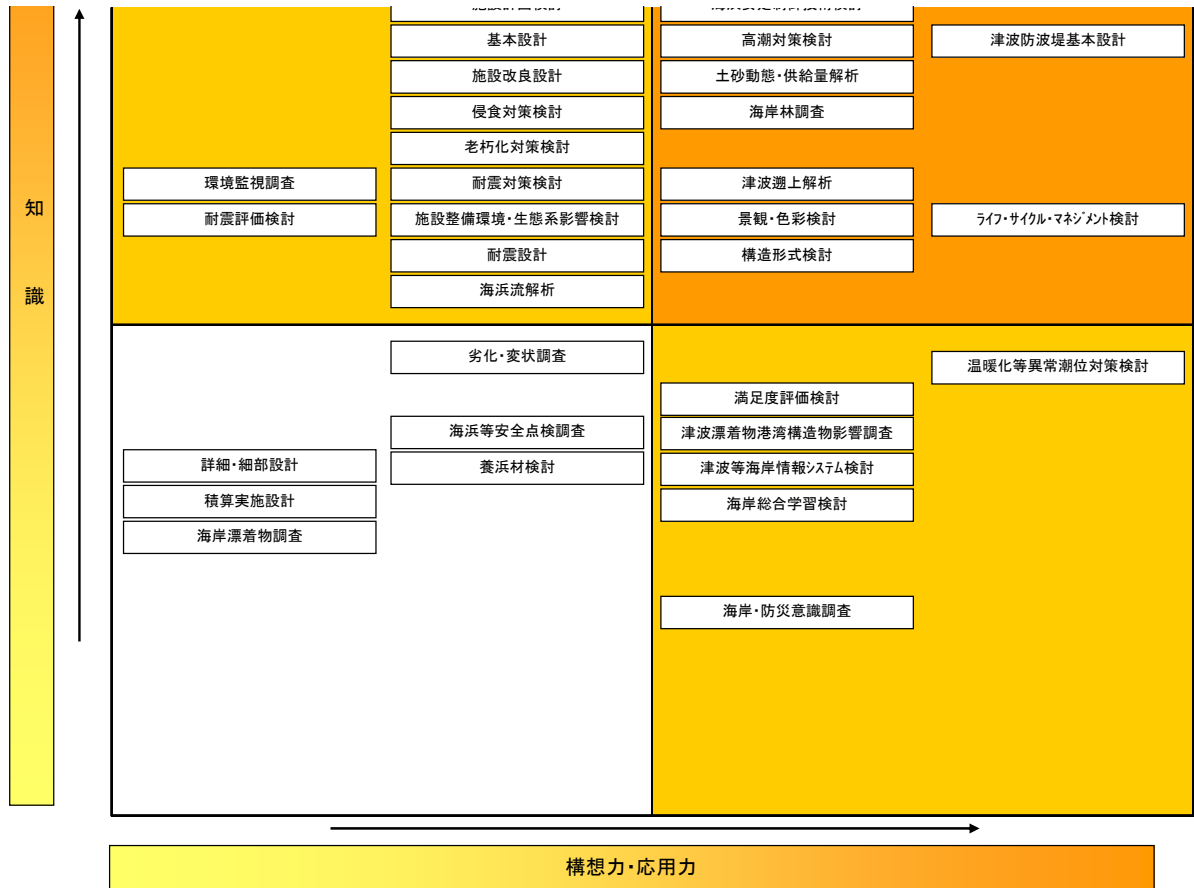 基本設計
高潮対策検討
津波防波堤基本設計
施設改良設計
土砂動態・供給量解析
侵食対策検討
海岸林調査
老朽化対策検討
環境監視調査
耐震対策検討
津波遡上解析
知
識
耐震評価検討
施設整備環境・生態系影響検討
景観・色彩検討
ﾗｲﾌ・ｻｲｸﾙ・ﾏﾈｼﾞﾒﾝﾄ検討
耐震設計
構造形式検討
海浜流解析
劣化・変状調査
温暖化等異常潮位対策検討
満足度評価検討
海浜等安全点検調査
津波漂着物港湾構造物影響調査
詳細・細部設計
養浜材検討
津波等海岸情報ｼｽﾃﾑ検討
積算実施設計
海岸総合学習検討
海岸漂着物調査
海岸・防災意識調査
構想力・応用力